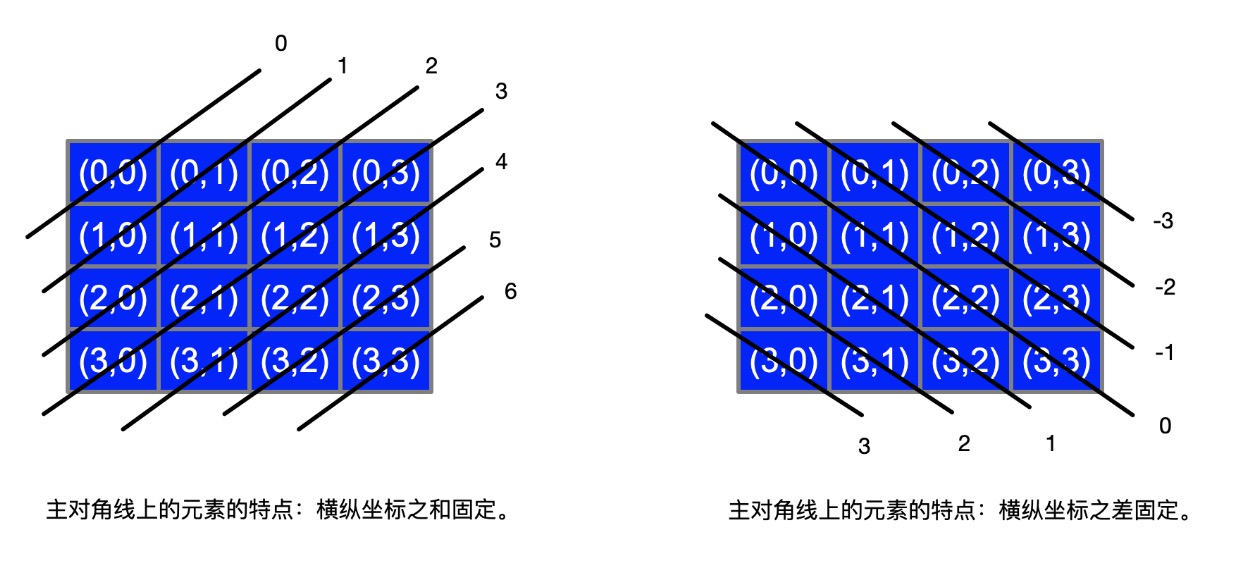 0
1
2
3
4
5
6
(0,0) (0,1) (0,2) (0,3)
(1,0) (1,1) (1,2) (1,3)
(2,0) (2,1) (2,2) (2,3)
(3,0) (3,1) (3,2) (3,3)
主对角线上的元素的特点：横纵坐标之和固定。
(0,0) (0,1) (0,2) (0,3)
(1,0) (1,1) (1,2) (1,3)
(2,0) (2,1) (2,2) (2,3)
(3,0) (3,1) (3,2) (3,3)
-3
-2
-1
0
1
2
3
主对角线上的元素的特点：横纵坐标之差固定。